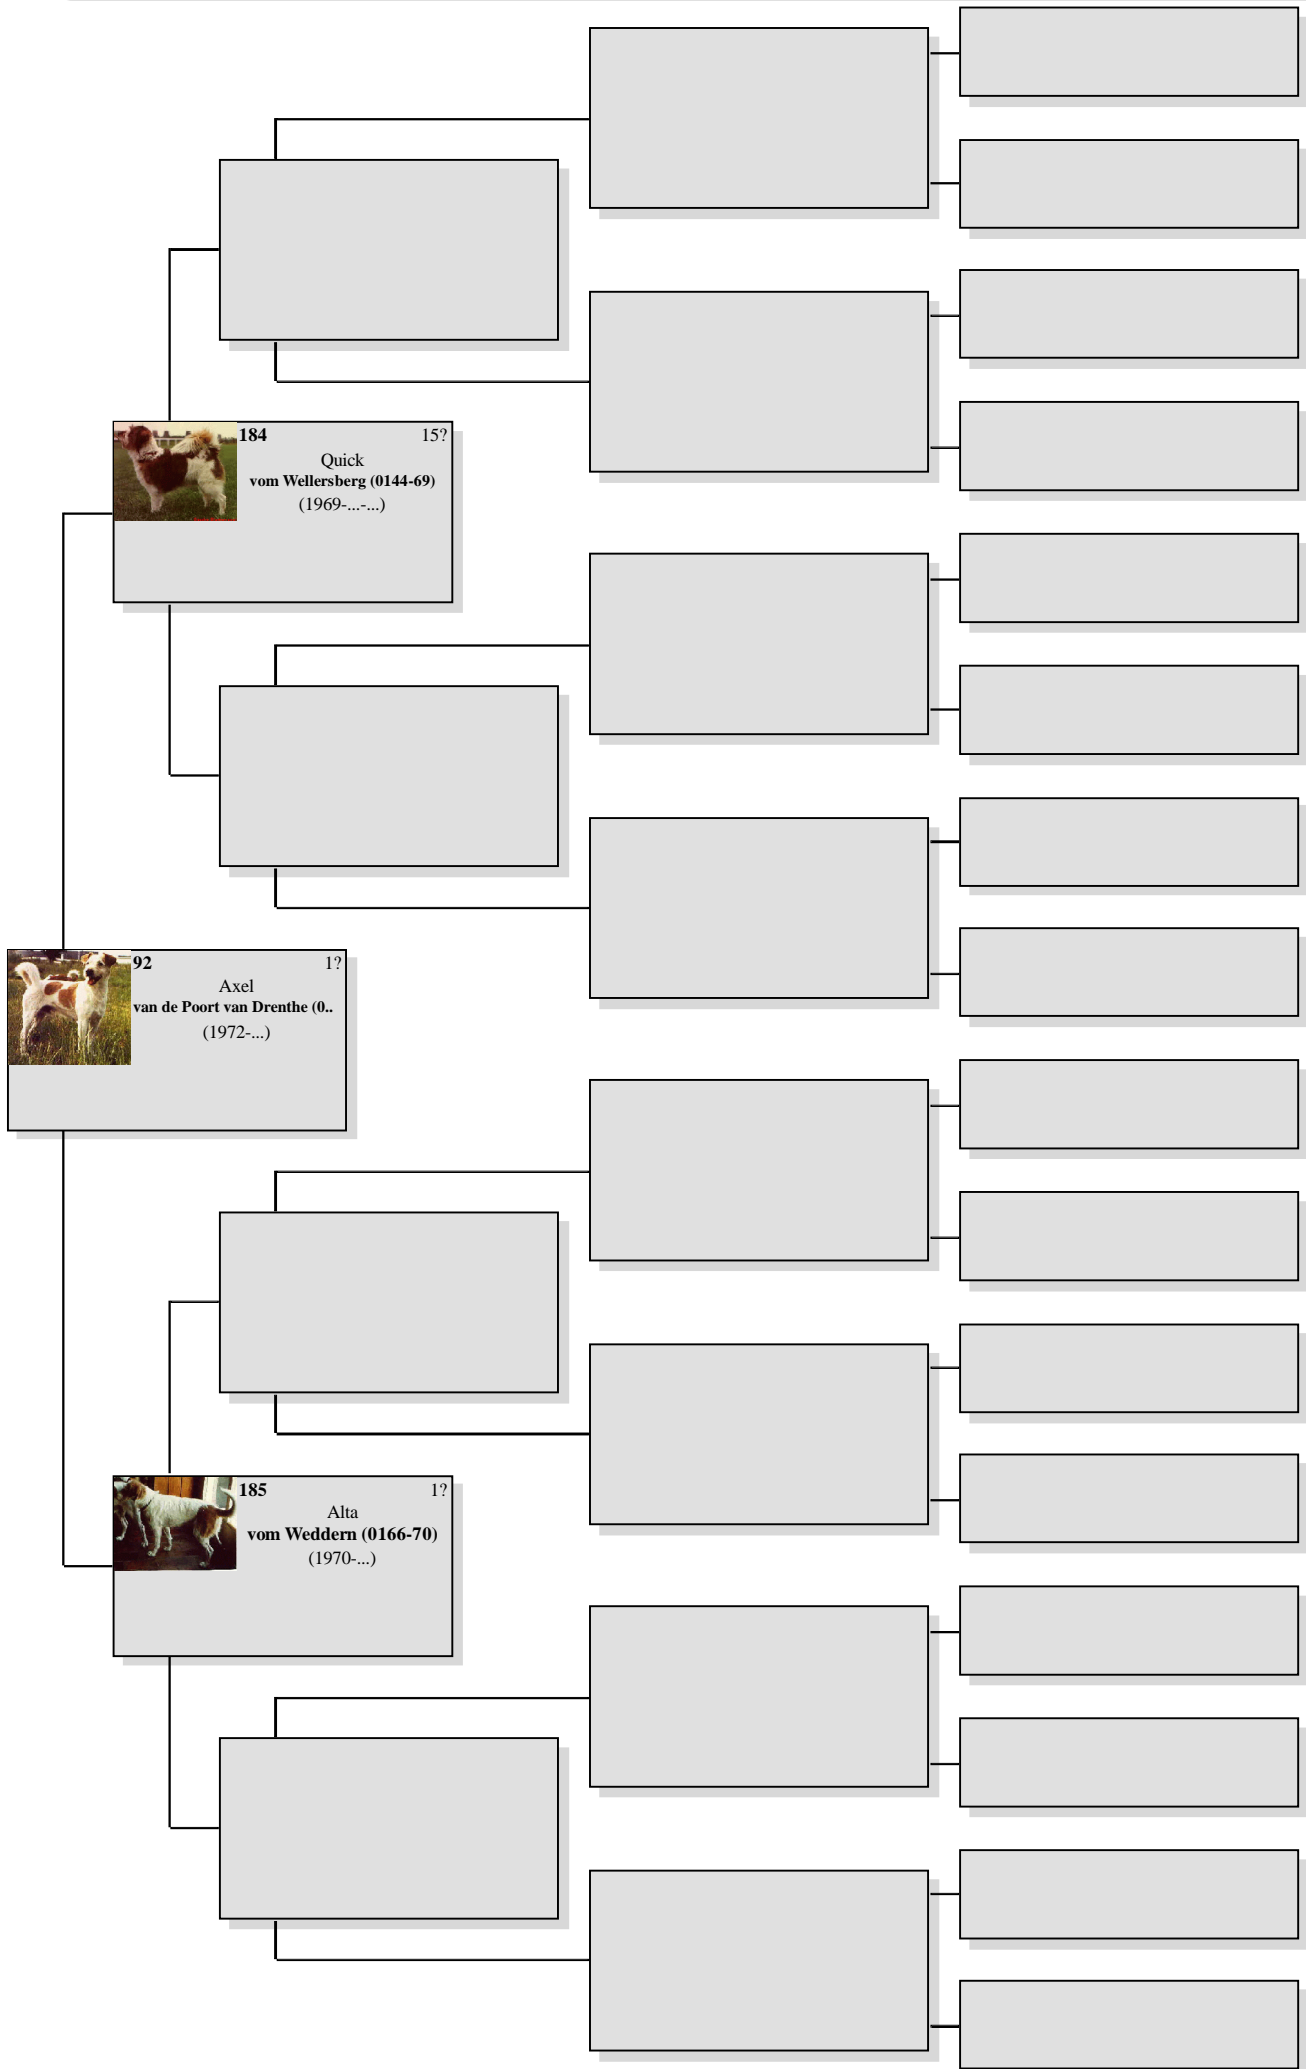 184 15?
Quick
vom Wellersberg (0144-69)
(1969-...-...)
92 1?
Axel
van de Poort van Drenthe (0..
(1972-...)
185 1?
Alta
vom Weddern (0166-70)
(1970-...)